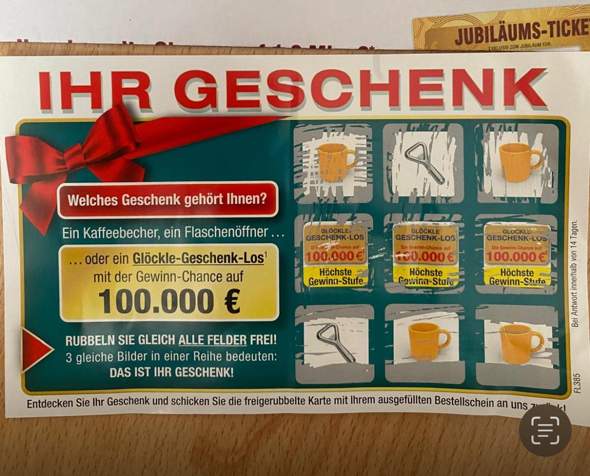 JUBILÄUMS-TICKE
IHR GESCHENK
Welches Geschenk gehört Ihnen?
Ein Kaffeebecher, ein Flaschenöffner ...
... oder ein Glöckle-Geschenk-Los¹
mit der Gewinn-Chance auf
100.000 €
RUBBELN SIE GLEICH ALLE FELDER FREI!
3 gleiche Bilder in einer Reihe bedeuten:
DAS IST IHR GESCHENK!
GLÖCKLE-
GESCHENK-LOS
100.000 €
Höchste
Gewinn-Stufe
GLÖCKLE-
GESCHENK-LOS
100.000 €
Höchste
Gewinn-Stufe
GLÖCKLE-
GESCHENK-LOS
100.000 €
Höchste
Gewinn-Stufe
Bei Antwort innerhalb von 14 Tagen.
FL385
Entdecken Sie Ihr Geschenk und schicken Sie die freigerubbelte Karte mit Ihrem ausgefüllten Bestellschein an uns zurück!